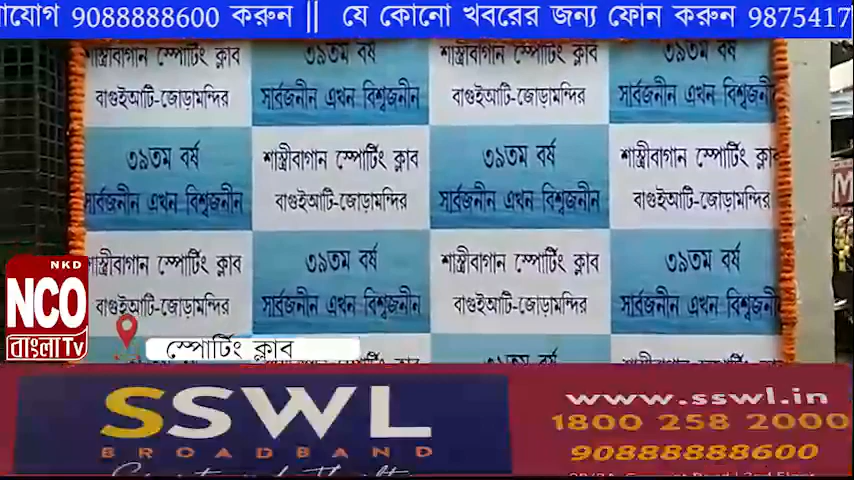 াযোগ 9088888600 করুন || যে কোনো খবরের জন্য ফোন করুন 9875417
শাস্ত্রীবাগান স্পোর্টিং ক্লাব
বাগুইআটি-জোড়ামন্দির
৩৯তম বর্ষ
সার্বজনীন এখন বিশ্বজনীন
শাস্ত্রীবাগান স্পোর্টিং ক্লাব
বাগুইআটি-জোড়ামন্দির
৩৯তম বর্ষ
সার্বজনীন এখন বিশ্বজনীন
৩৯তম বর্ষ
সার্বজনীন এখন বিশ্বজনীন
শাস্ত্রীবাগান স্পোর্টিং ক্লাব
বাগুইআটি-জোড়ামন্দির
৩৯তম বর্ষ
সার্বজনীন এখন বিশ্বজনীন
শাস্ত্রীবাগান স্পোর্টিং ক্লাব
বাগুইআটি-জোড়ামন্দির
শাস্ত্রীবাগান স্পোর্টিং ক্লাব
বাগুইআটি-জোড়ামন্দির
৩৯তম বর্ষ
সার্বজনীন এখন বিশ্বজনীন
শাস্ত্রীবাগান স্পোর্টিং ক্লাব
বাগুইআটি-জোড়ামন্দির
৩৯তম বর্ষ
সার্বজনীন এখন বিশ্বজনীন
NKD
NCO
বাংলা Tv
স্পোর্টিং ক্লাব
SSWL
BROADBAND
www.sswl.in
1800 258 2000
90888888600